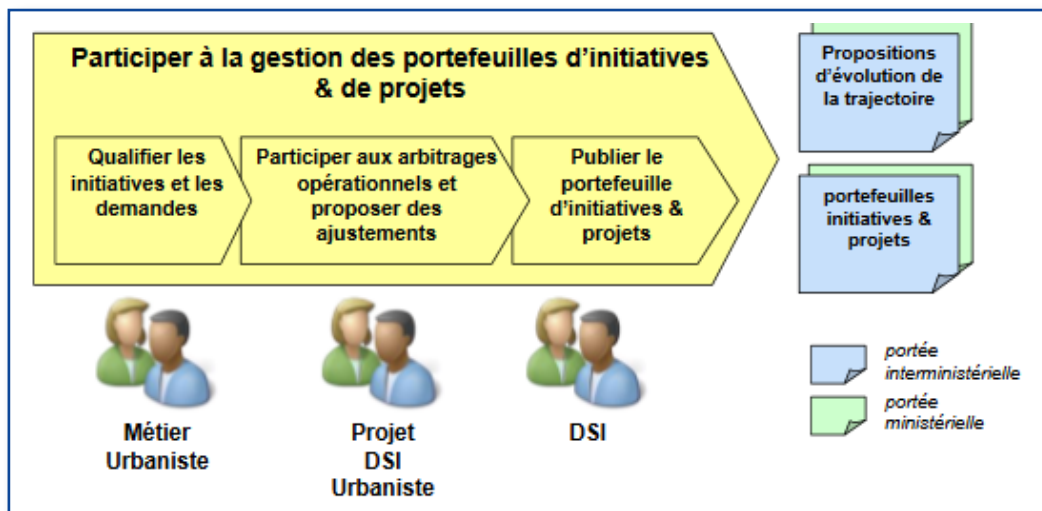 Participer à la gestion des portefeuilles d'initiatives
& de projets
Qualifier les
initiatives et les
demandes
Participer aux arbitrages
opérationnels et
proposer des
ajustements
Publier le
portefeuille
d'initiatives &
projets
Propositions
d'évolution de
la trajectoire
portefeuilles
initiatives &
projets
Métier
Urbaniste
Projet
DSI
Urbaniste
DSI
portée
interministérielle
portée
ministérielle